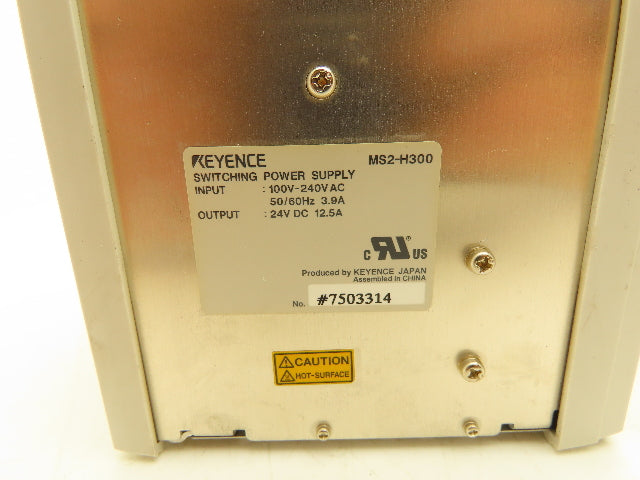 KEYENCE MS2-H300
SWITCHING POWER SUPPLY
INPUT : 100V-240V AC
50/60Hz 3.9A
OUTPUT : 24V DC 12.5A
c RU ® US
Produced by KEYENCE JAPAN
Assembled in CHINA
No. #7503314
CAUTION
HOT-SURFACE